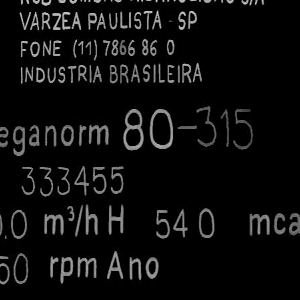 VARZEA PAULISTA - SP
FONE (11) 7866 86 0
INDUSTRIA BRASILEIRA
eganorm 80-315
333455
0.0 m³/h H 54 0 mca
50 rpm Ano